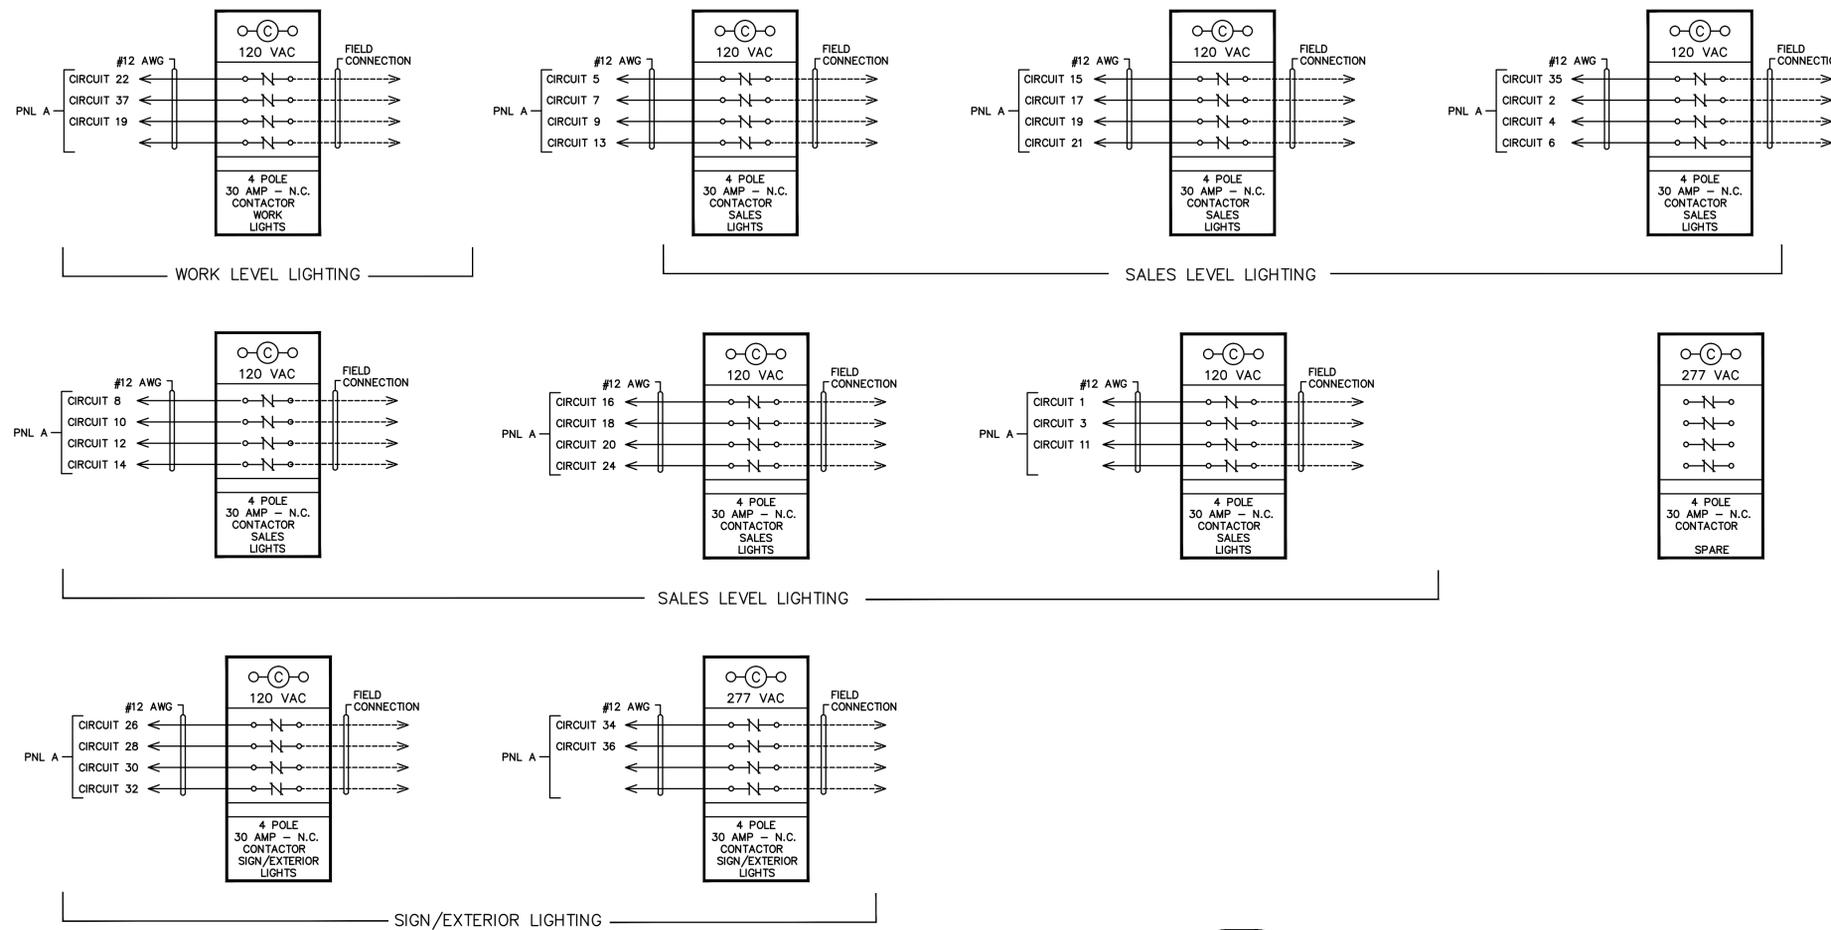 C
120 VAC
#12 AWG
FIELD
CONNECTION
PNL A
CIRCUIT 22
CIRCUIT 37
CIRCUIT 19
4 POLE
30 AMP – N.C.
CONTACTOR
WORK
LIGHTS
C
120 VAC
#12 AWG
FIELD
CONNECTION
PNL A
CIRCUIT 5
CIRCUIT 7
CIRCUIT 9
CIRCUIT 13
4 POLE
30 AMP – N.C.
CONTACTOR
SALES
LIGHTS
C
120 VAC
#12 AWG
FIELD
CONNECTION
PNL A
CIRCUIT 15
CIRCUIT 17
CIRCUIT 19
CIRCUIT 21
4 POLE
30 AMP – N.C.
CONTACTOR
SALES
LIGHTS
C
120 VAC
#12 AWG
FIELD
PNL A
CIRCUIT 35
CIRCUIT 2
CIRCUIT 4
CIRCUIT 6
4 POLE
30 AMP – N.C.
CONTACTOR
SALES
LIGHTS
WORK LEVEL LIGHTING
SALES LEVEL LIGHTING
C
120 VAC
#12 AWG
FIELD
CONNECTION
PNL A
CIRCUIT 8
CIRCUIT 10
CIRCUIT 12
CIRCUIT 14
4 POLE
30 AMP – N.C.
CONTACTOR
SALES
LIGHTS
C
120 VAC
#12 AWG
FIELD
CONNECTION
PNL A
CIRCUIT 16
CIRCUIT 18
CIRCUIT 20
CIRCUIT 24
4 POLE
30 AMP – N.C.
CONTACTOR
SALES
LIGHTS
C
120 VAC
#12 AWG
FIELD
CONNECTION
PNL A
CIRCUIT 1
CIRCUIT 3
CIRCUIT 11
4 POLE
30 AMP – N.C.
CONTACTOR
SALES
LIGHTS
C
277 VAC
4 POLE
30 AMP – N.C.
CONTACTOR
SPARE
SALES LEVEL LIGHTING
C
120 VAC
#12 AWG
FIELD
CONNECTION
PNL A
CIRCUIT 26
CIRCUIT 28
CIRCUIT 30
CIRCUIT 32
4 POLE
30 AMP – N.C.
CONTACTOR
SIGN/EXTERIOR
LIGHTS
C
277 VAC
#12 AWG
FIELD
CONNECTION
PNL A
CIRCUIT 34
CIRCUIT 36
4 POLE
30 AMP – N.C.
CONTACTOR
SIGN/EXTERIOR
LIGHTS
SIGN/EXTERIOR LIGHTING